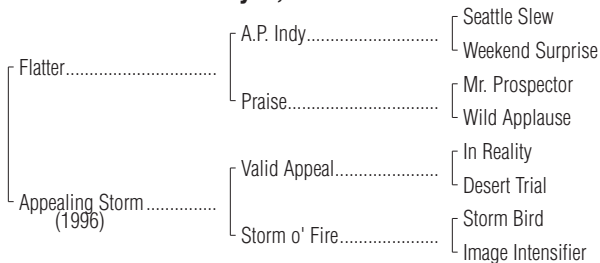 Seattle Slew
A.P. Indy
Weekend Surprise
Flatter
Mr. Prospector
Praise
Wild Applause
In Reality
Valid Appeal
Desert Trial
Appealing Storm
(1996)
Storm Bird
Storm o' Fire
Image Intensifier